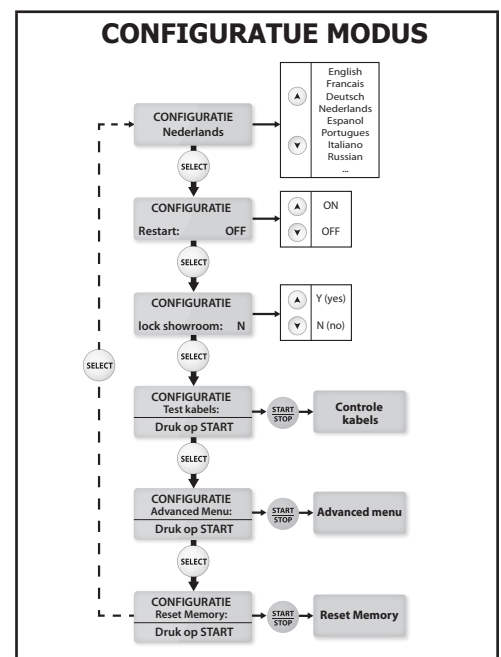 CONFIGURATUE MODUS
CONFIGURATIE
Nederlands
English
Francais
Deutsch
Nederlands
Espanol
Portugues
Italiano
Russian
...
SELECT
CONFIGURATIE
Restart: OFF
ON
OFF
SELECT
CONFIGURATIE
lock showroom: N
Y (yes)
N (no)
SELECT
SELECT
CONFIGURATIE
Test kabels:
Druk op START
START
STOP
Controle
kabels
SELECT
CONFIGURATIE
Advanced Menu:
Druk op START
START
STOP
Advanced menu
SELECT
CONFIGURATIE
Reset Memory:
Druk op START
START
STOP
Reset Memory